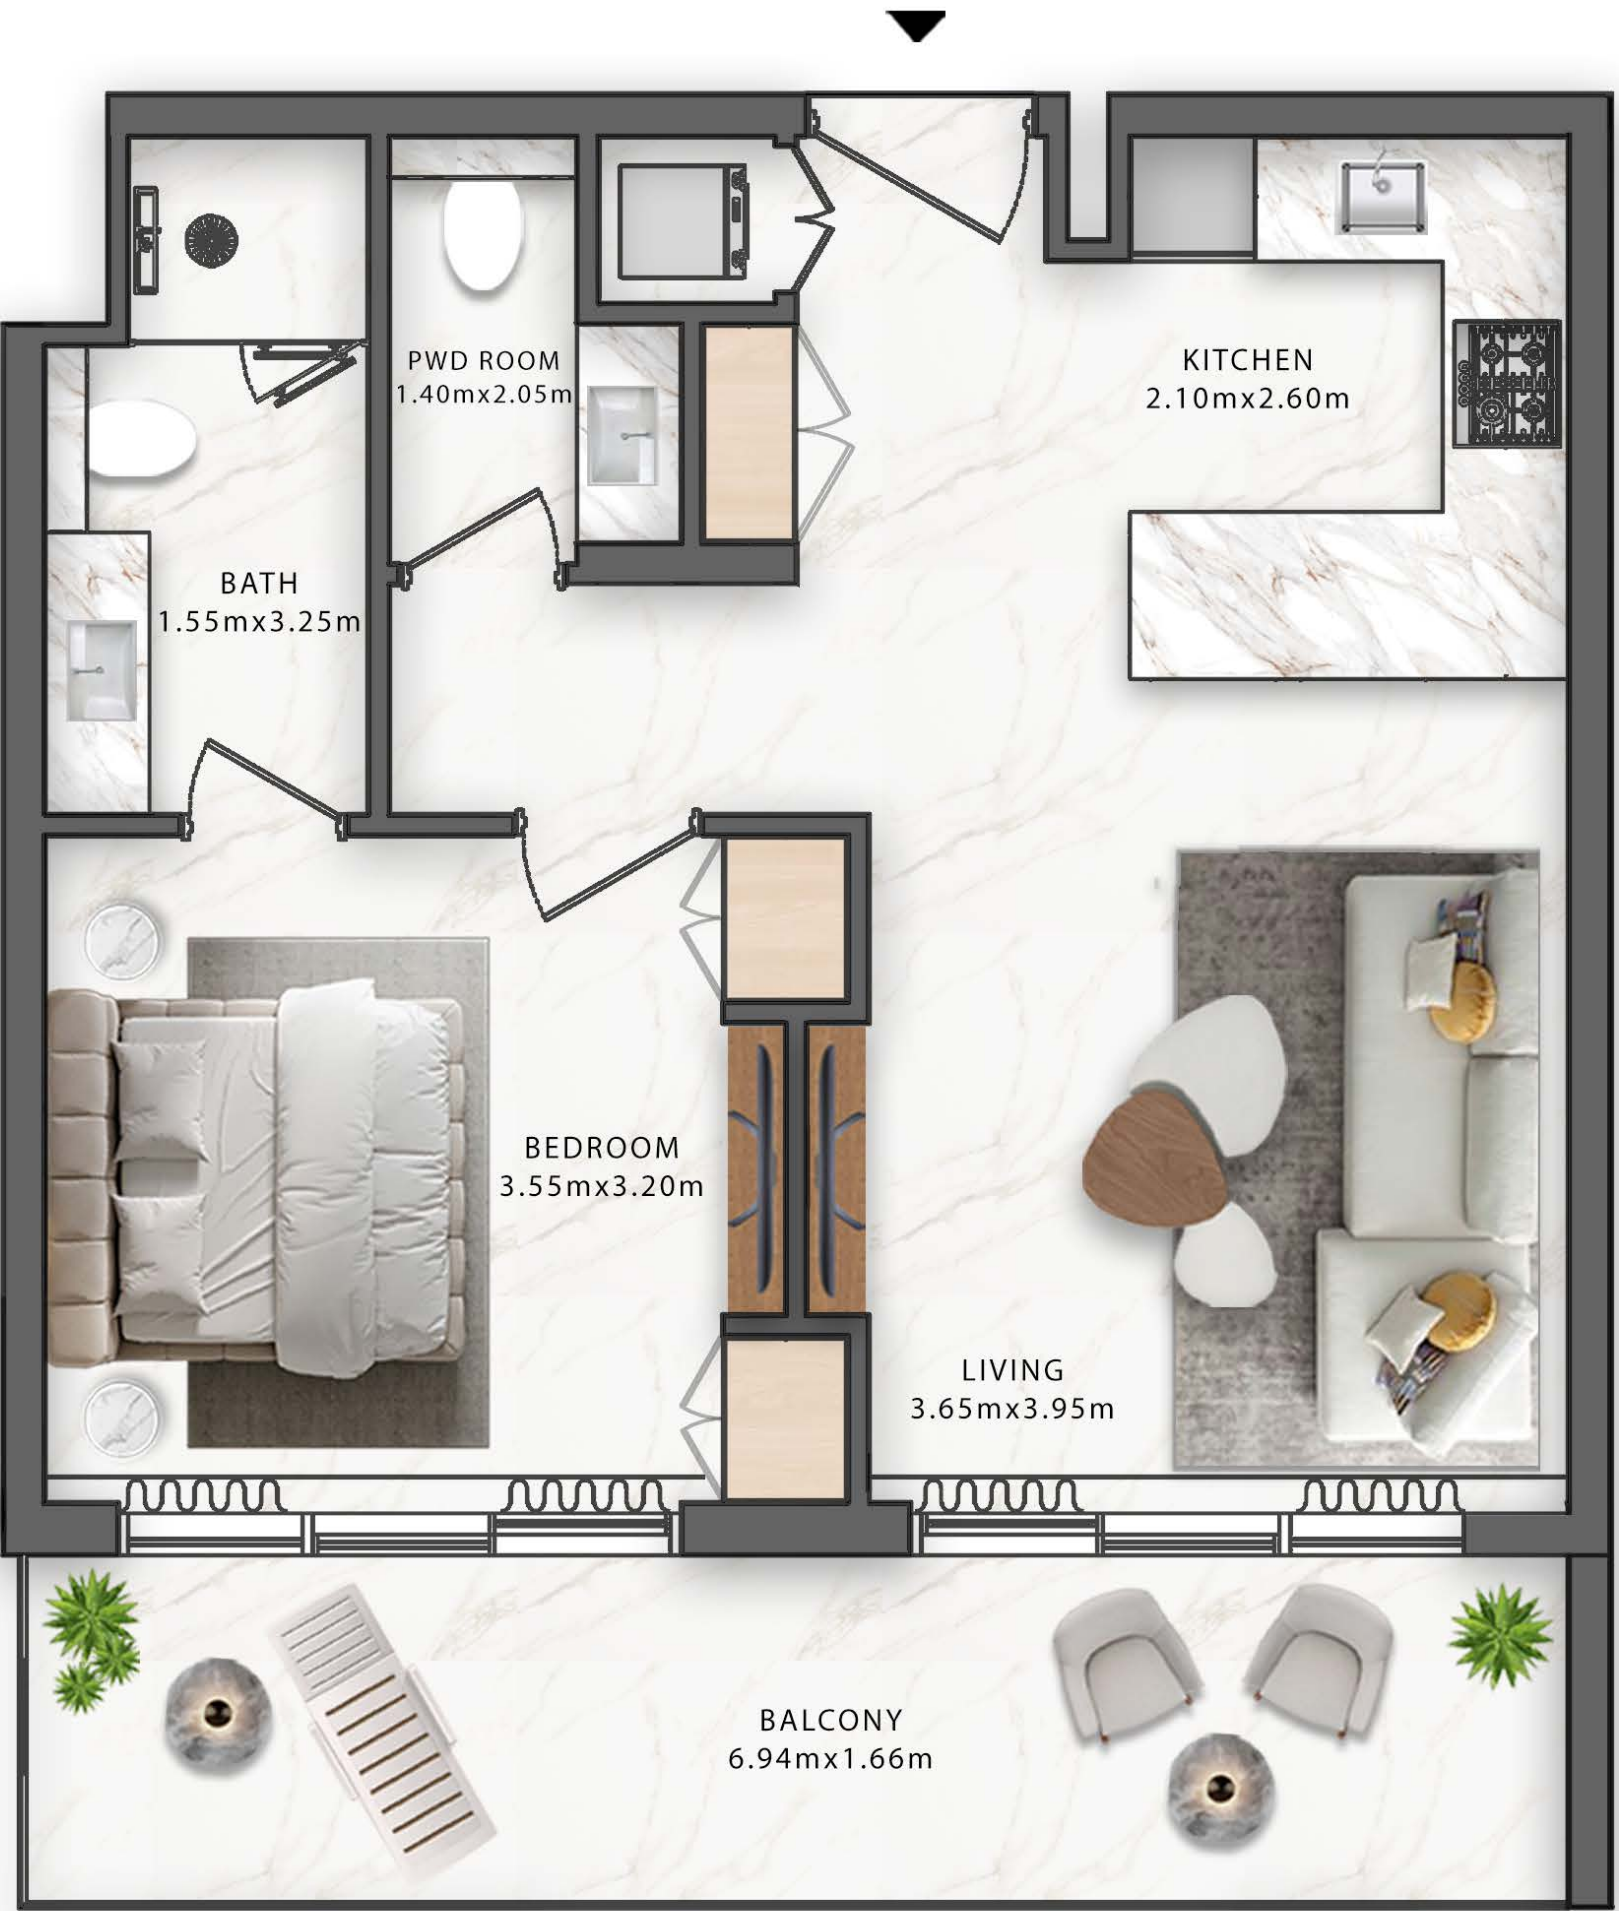 PWD ROOM
1.40mx2.05m
KITCHEN
2.10mx2.60m
BATH
1.55mx3.25m
BEDROOM
3.55mx3.20m
LIVING
3.65mx3.95m
BALCONY
6.94mx1.66m